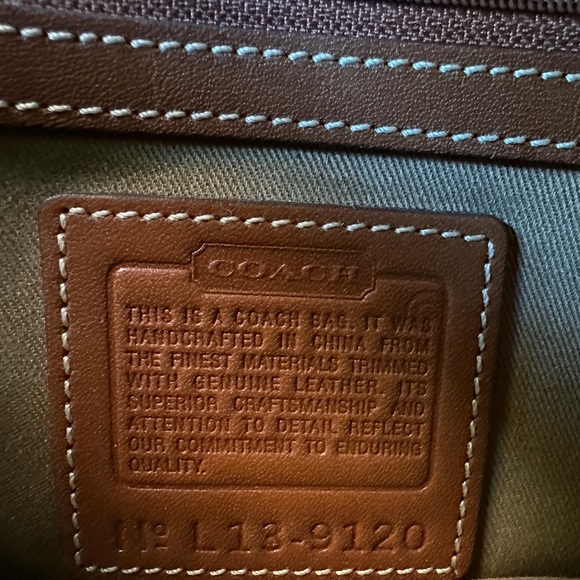 COACH
THIS IS A COACH BAG. IT WAS
HANDCRAFTED IN CHINA FROM
THE FINEST MATERIALS TRIMMED
WITH GENUINE LEATHER. ITS
SUPERIOR CRAFTSMANSHIP AND
ATTENTION TO DETAIL REFLECT
OUR COMMITMENT TO ENDURING
QUALITY.
Nº L13-9120